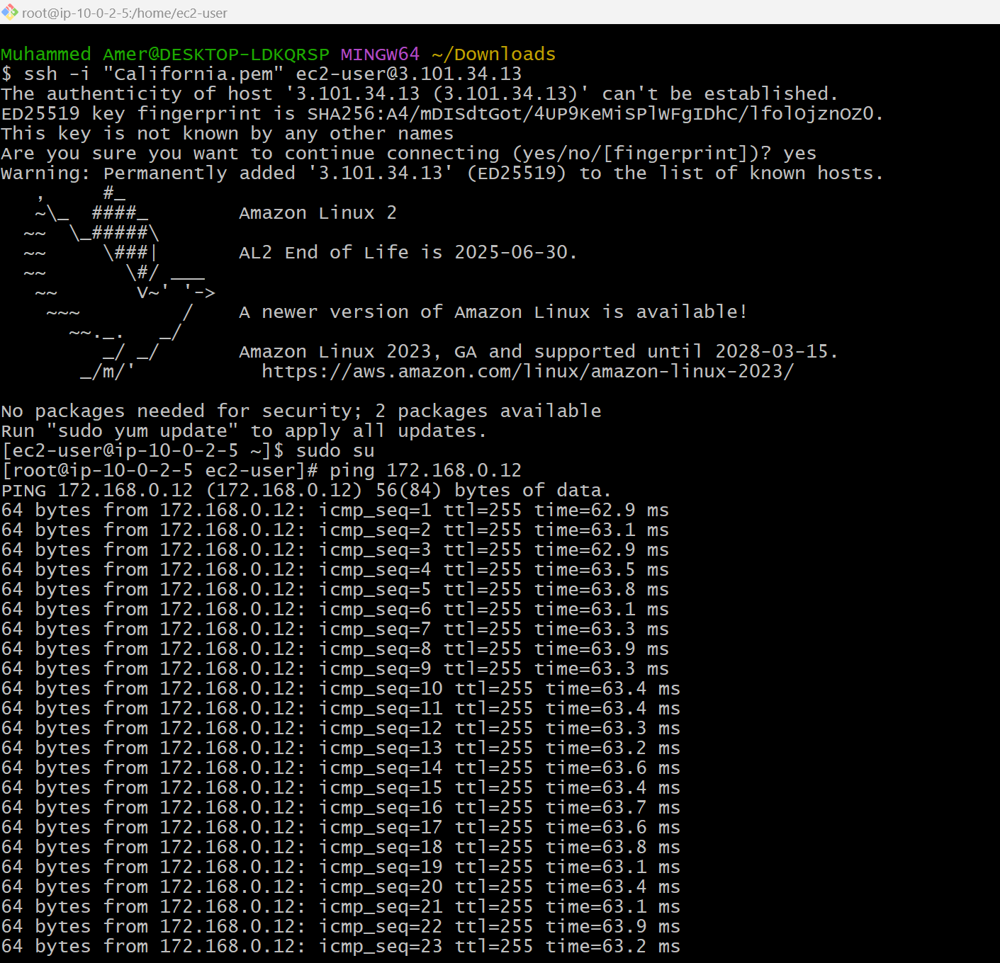 root@ip-10-0-2-5:/home/ec2-user
Muhammed Amer@DESKTOP-LDKQRSP MINGW64 ~/Downloads
$ ssh -i "California.pem" ec2-user@3.101.34.13
The authenticity of host '3.101.34.13 (3.101.34.13)' can't be established.
ED25519 key fingerprint is SHA256:A4/mDISdtGot/4UP9KeMiSPlWFgIDhC/lfolOjznOZ0.
This key is not known by any other names
Are you sure you want to continue connecting (yes/no/[fingerprint])? yes
Warning: Permanently added '3.101.34.13' (ED25519) to the list of known hosts.
   ,     #_
   ~\_  ####_        Amazon Linux 2
  ~~  \_#####\
  ~~     \###|       AL2 End of Life is 2025-06-30.
  ~~       \#/ ___
   ~~       V~' '->
    ~~~         /    A newer version of Amazon Linux is available!
      ~~._.   _/
         _/ _/       Amazon Linux 2023, GA and supported until 2028-03-15.
       _/m/'           https://aws.amazon.com/linux/amazon-linux-2023/
No packages needed for security; 2 packages available
Run "sudo yum update" to apply all updates.
[ec2-user@ip-10-0-2-5 ~]$ sudo su
[root@ip-10-0-2-5 ec2-user]# ping 172.168.0.12
PING 172.168.0.12 (172.168.0.12) 56(84) bytes of data.
64 bytes from 172.168.0.12: icmp_seq=1 ttl=255 time=62.9 ms
64 bytes from 172.168.0.12: icmp_seq=2 ttl=255 time=63.1 ms
64 bytes from 172.168.0.12: icmp_seq=3 ttl=255 time=62.9 ms
64 bytes from 172.168.0.12: icmp_seq=4 ttl=255 time=63.5 ms
64 bytes from 172.168.0.12: icmp_seq=5 ttl=255 time=63.8 ms
64 bytes from 172.168.0.12: icmp_seq=6 ttl=255 time=63.1 ms
64 bytes from 172.168.0.12: icmp_seq=7 ttl=255 time=63.3 ms
64 bytes from 172.168.0.12: icmp_seq=8 ttl=255 time=63.9 ms
64 bytes from 172.168.0.12: icmp_seq=9 ttl=255 time=63.3 ms
64 bytes from 172.168.0.12: icmp_seq=10 ttl=255 time=63.4 ms
64 bytes from 172.168.0.12: icmp_seq=11 ttl=255 time=63.4 ms
64 bytes from 172.168.0.12: icmp_seq=12 ttl=255 time=63.3 ms
64 bytes from 172.168.0.12: icmp_seq=13 ttl=255 time=63.2 ms
64 bytes from 172.168.0.12: icmp_seq=14 ttl=255 time=63.6 ms
64 bytes from 172.168.0.12: icmp_seq=15 ttl=255 time=63.4 ms
64 bytes from 172.168.0.12: icmp_seq=16 ttl=255 time=63.7 ms
64 bytes from 172.168.0.12: icmp_seq=17 ttl=255 time=63.6 ms
64 bytes from 172.168.0.12: icmp_seq=18 ttl=255 time=63.8 ms
64 bytes from 172.168.0.12: icmp_seq=19 ttl=255 time=63.1 ms
64 bytes from 172.168.0.12: icmp_seq=20 ttl=255 time=63.4 ms
64 bytes from 172.168.0.12: icmp_seq=21 ttl=255 time=63.1 ms
64 bytes from 172.168.0.12: icmp_seq=22 ttl=255 time=63.9 ms
64 bytes from 172.168.0.12: icmp_seq=23 ttl=255 time=63.2 ms